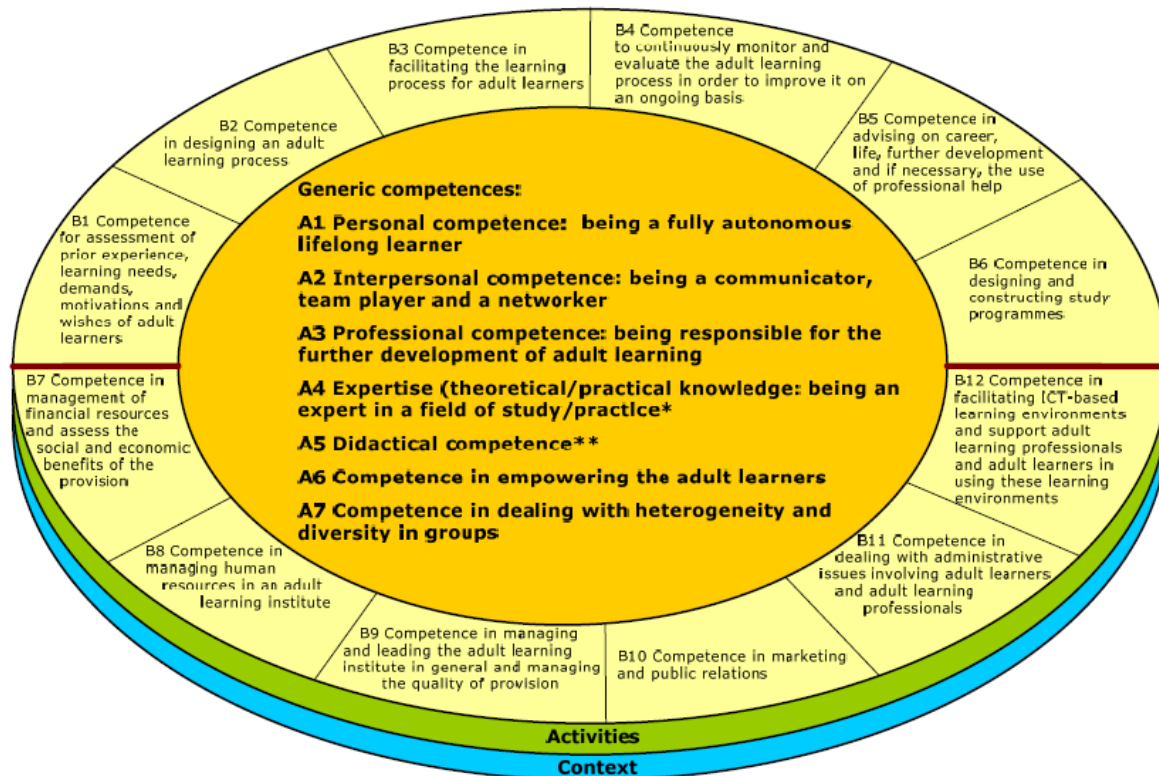 B4 Competence
to continuously monitor and
evaluate the adult learning
process in order to improve it on
an ongoing basis
B3 Competence in
facilitating the learning
process for adult learners
B2 Competence
in designing an adult
learning process
B1 Competence
for assessment of
prior experience,
learning needs,
demands,
motivations and
wishes of adult
learners
B5 Competence in
advising on career,
life, further development
and if necessary, the use
of professional help
B6 Competence in
designing and
constructing study
programmes
Generic competences:
A1 Personal competence: being a fully autonomous
lifelong learner
A2 Interpersonal competence: being a communicator,
team player and a networker
A3 Professional competence: being responsible for the
further development of adult learning
A4 Expertise (theoretical/practical knowledge: being an
expert in a field of study/practice*
A5 Didactical competence**
A6 Competence in empowering the adult learners
A7 Competence in dealing with heterogeneity and
diversity in groups
B7 Competence in
management of
financial resources
and assess the
social and economic
benefits of the
provision
B8 Competence in
managing human
resources in an adult
learning institute
B9 Competence in managing
and leading the adult learning
institute in general and managing
the quality of provision
B10 Competence in marketing
and public relations
B11 Competence in
dealing with administrative
issues involving adult learners
and adult learning
professionals
B12 Competence in
facilitating ICT-based
learning environments
and support adult
learning professionals
and adult learners in
using these learning
environments
Activities
Context